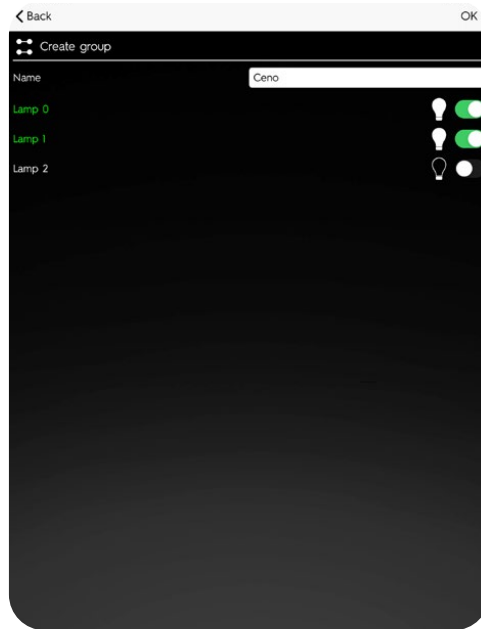 Back OK
Create group
Name Ceno
Lamp 0
Lamp 1
Lamp 2